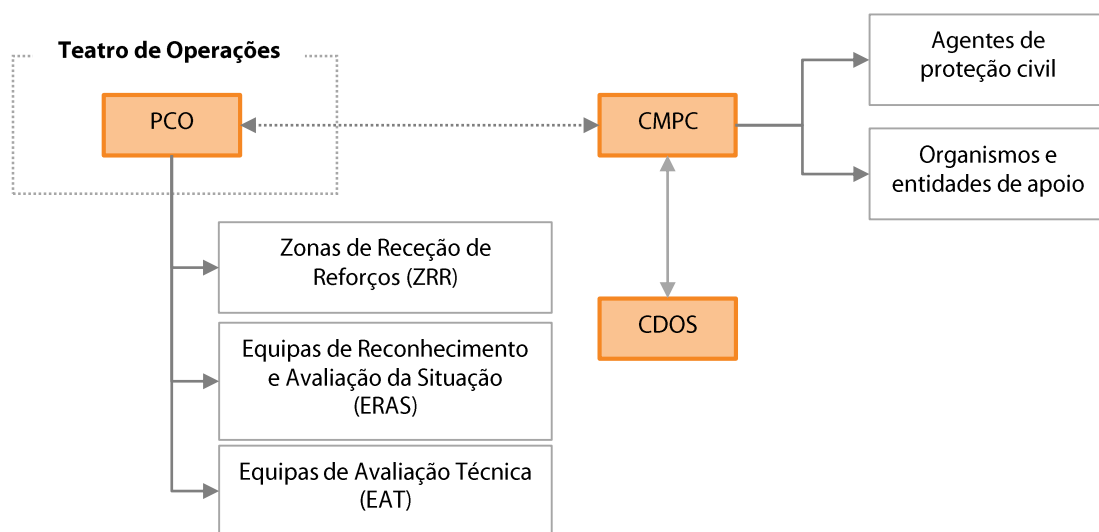 Teatro de Operações
PCO
CMPC
Agentes de
proteção civil
Organismos e
entidades de apoio
Zonas de Receção de
Reforços (ZRR)
CDOS
Equipas de Reconhecimento
e Avaliação da Situação
(ERAS)
Equipas de Avaliação Técnica
(EAT)